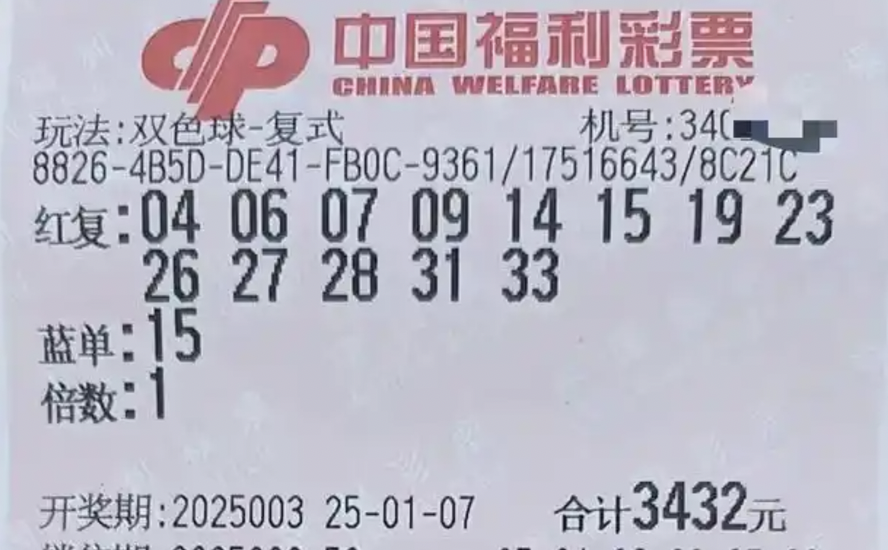 中国福利彩票
CHINA WELFARE LOTTERY
玩法:双色球-复式 机号:340
8826-4B5D-DE41-FB0C-9361/17516643/8C21C
红复:04 06 07 09 14 15 19 23
26 27 28 31 33
蓝单:15
倍数:1
开奖期:2025003 25-01-07 合计3432元